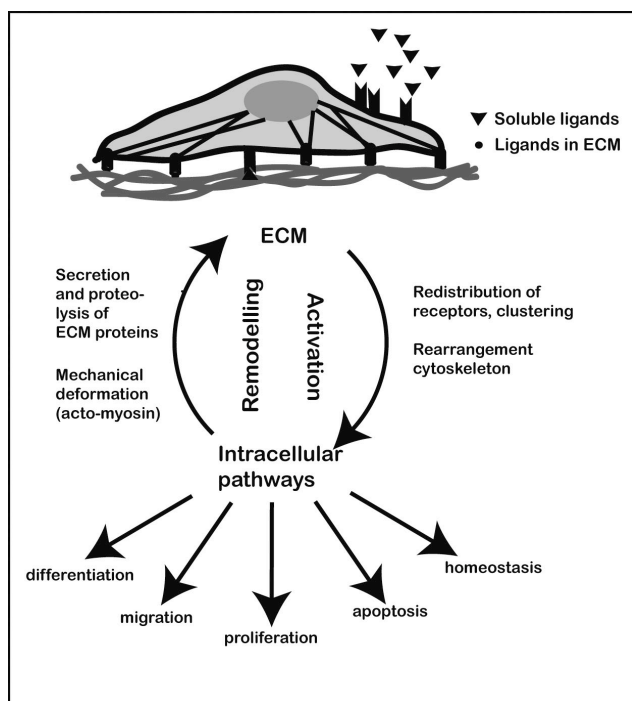 Soluble ligands
Ligands in ECM
ECM
Secretion
and proteo-
lysis of
ECM proteins
Mechanical
deformation
(acto-myosin)
Remodelling
Activation
Redistribution of
receptors, clustering
Rearrangement
cytoskeleton
Intracellular
pathways
differentiation
migration
proliferation
apoptosis
homeostasis